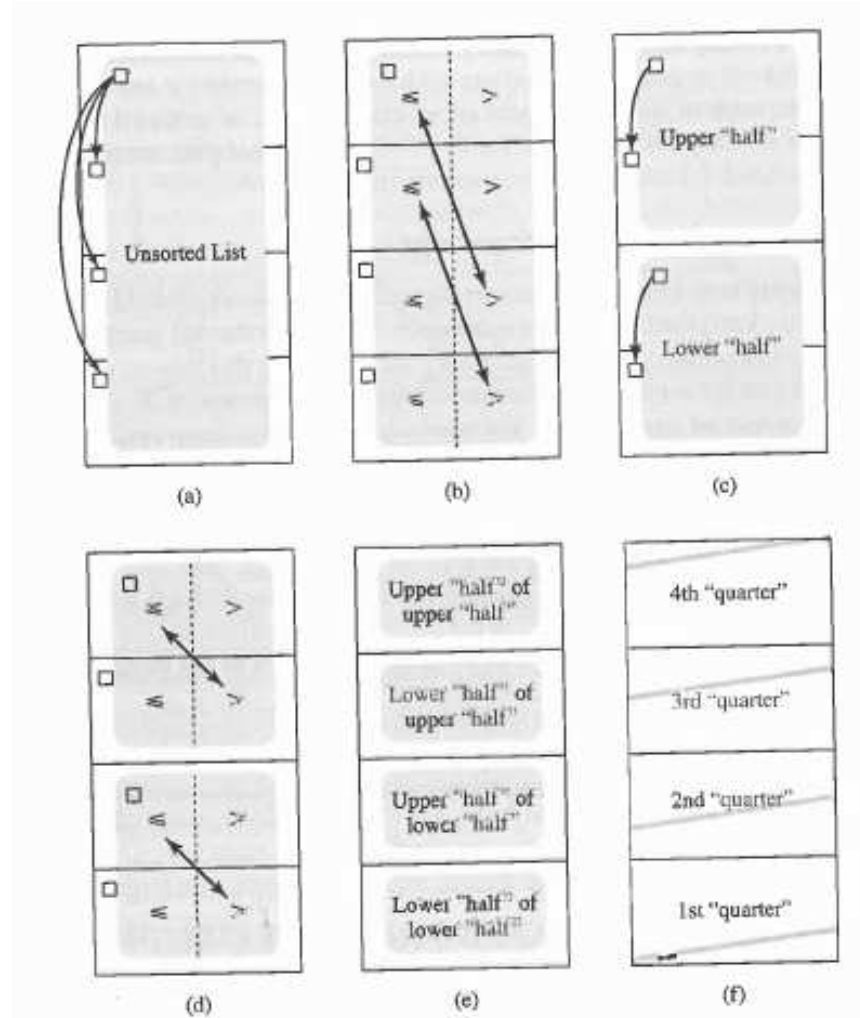 Unsorted List
(a)
≤ >
≤ >
≤ >
≤ >
(b)
Upper “half”
Lower “half”
(c)
≤ >
≤ >
≤ >
≤ >
(d)
Upper “half” of
upper “half”
Lower “half” of
upper “half”
Upper “half” of
lower “half”
Lower “half” of
lower “half”
(e)
4th “quarter”
3rd “quarter”
2nd “quarter”
1st “quarter”
(f)